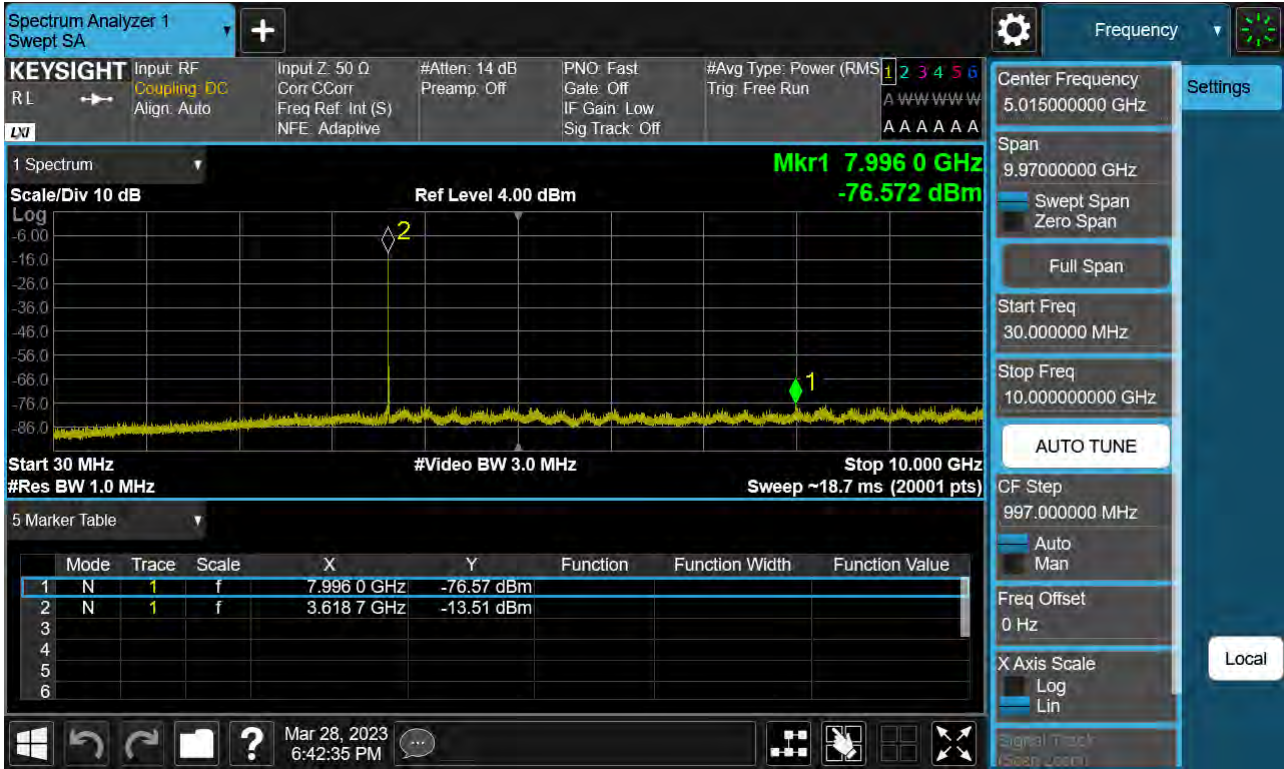 Spectrum Analyzer 1
Swept SA
+
Frequency
KEYSIGHT
RL
LXI
Input: RF
Coupling: DC
Align: Auto
Input Z: 50 Ω
Corr CCorr
Freq Ref: Int (S)
NFE: Adaptive
#Atten: 14 dB
Preamp: Off
PNO: Fast
Gate: Off
IF Gain: Low
Sig Track: Off
#Avg Type: Power (RMS
Trig: Free Run
1 2 3 4 5 6
A W W W W W
A A A A A A
1 Spectrum
Mkr1 7.996 0 GHz
-76.572 dBm
Scale/Div 10 dB
Ref Level 4.00 dBm
Log
-6.00
-16.0
-26.0
-36.0
-46.0
-56.0
-66.0
-76.0
-86.0
2
1
Start 30 MHz
#Video BW 3.0 MHz
Stop 10.000 GHz
#Res BW 1.0 MHz
Sweep ~18.7 ms (20001 pts)
5 Marker Table
Mode Trace Scale X Y Function Function Width Function Value
1 N 1 f 7.996 0 GHz -76.57 dBm
2 N 1 f 3.618 7 GHz -13.51 dBm
3
4
5
6
Mar 28, 2023
6:42:35 PM
?
Center Frequency
5.015000000 GHz
Settings
Span
9.97000000 GHz
Swept Span
Zero Span
Full Span
Start Freq
30.000000 MHz
Stop Freq
10.000000000 GHz
AUTO TUNE
CF Step
997.000000 MHz
Auto
Man
Freq Offset
0 Hz
X Axis Scale
Log
Lin
Local
Signal Track
(Span Zoom)